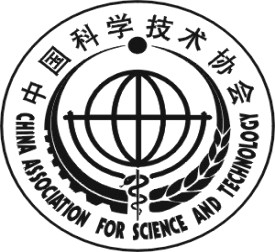 中国科学技术协会
CHINA ASSOCIATION FOR SCIENCE AND TECHNOLOGY